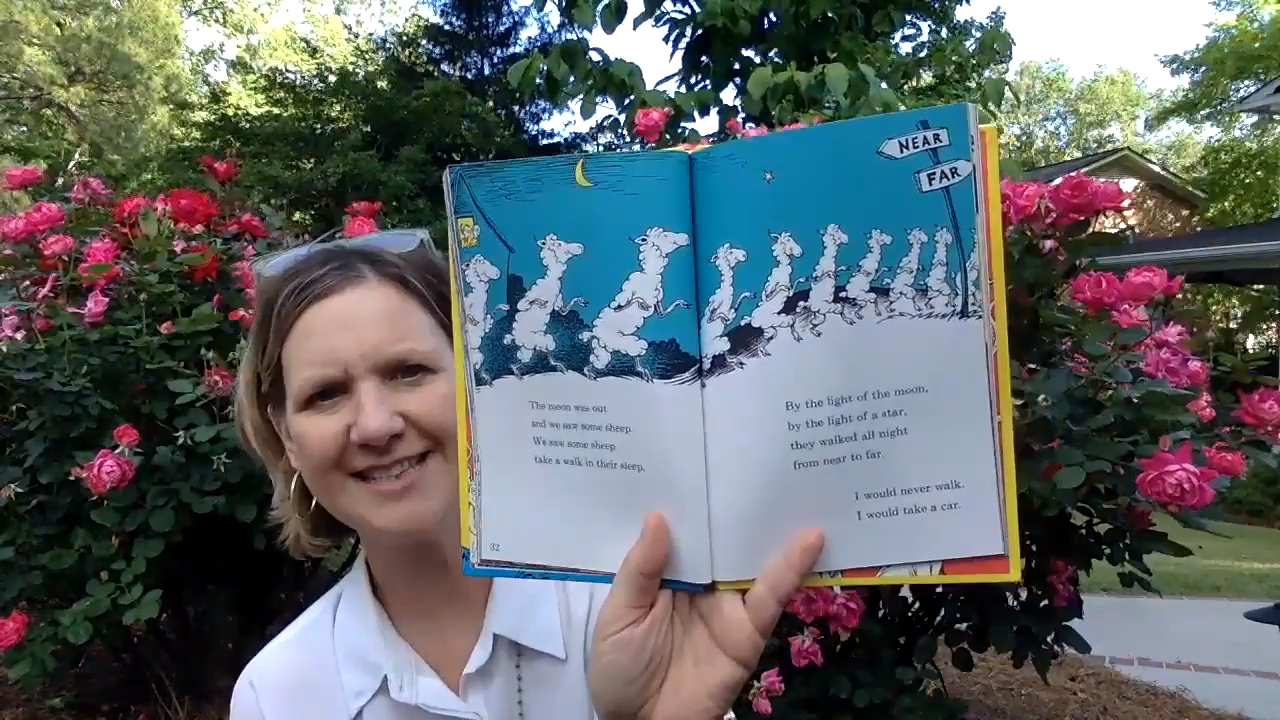 NEAR
FAR
The moon was out
and we saw some sheep.
We saw some sheep
take a walk in their sleep.
By the light of the moon,
by the light of a star,
they walked all night
from near to far.
I would never walk.
I would take a car.
32